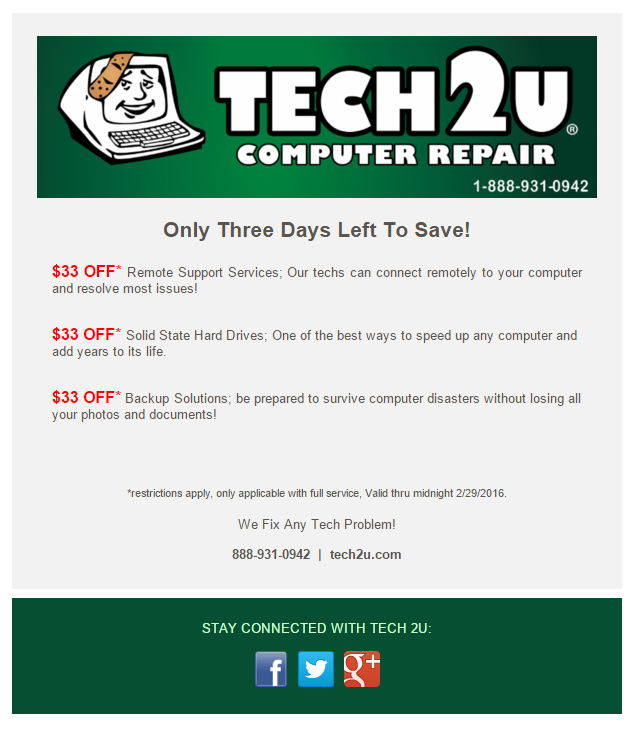 TECH2U®
COMPUTER REPAIR
1-888-931-0942
Only Three Days Left To Save!
$33 OFF* Remote Support Services; Our techs can connect remotely to your computer
and resolve most issues!
$33 OFF* Solid State Hard Drives; One of the best ways to speed up any computer and
add years to its life.
$33 OFF* Backup Solutions; be prepared to survive computer disasters without losing all
your photos and documents!
*restrictions apply, only applicable with full service, Valid thru midnight 2/29/2016.
We Fix Any Tech Problem!
888-931-0942 | tech2u.com
STAY CONNECTED WITH TECH 2U:
f g+